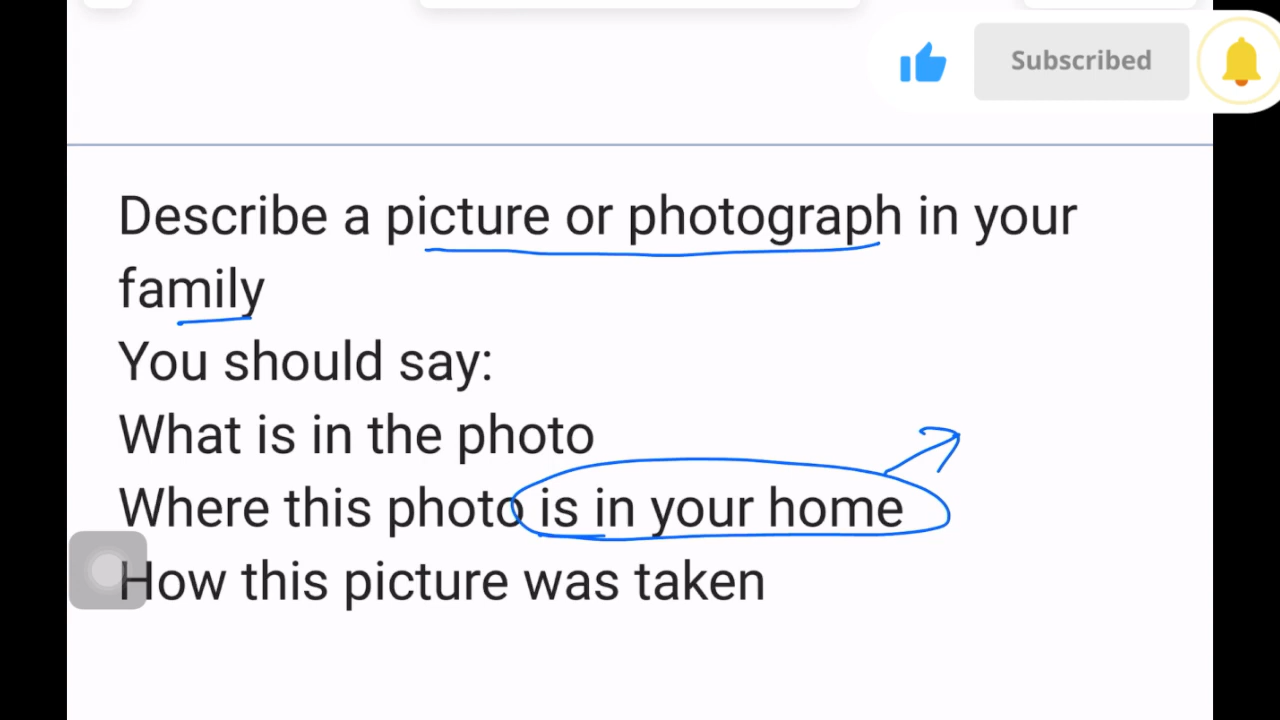 Subscribed
Describe a picture or photograph in your
family
You should say:
What is in the photo
Where this photo is in your home
How this picture was taken